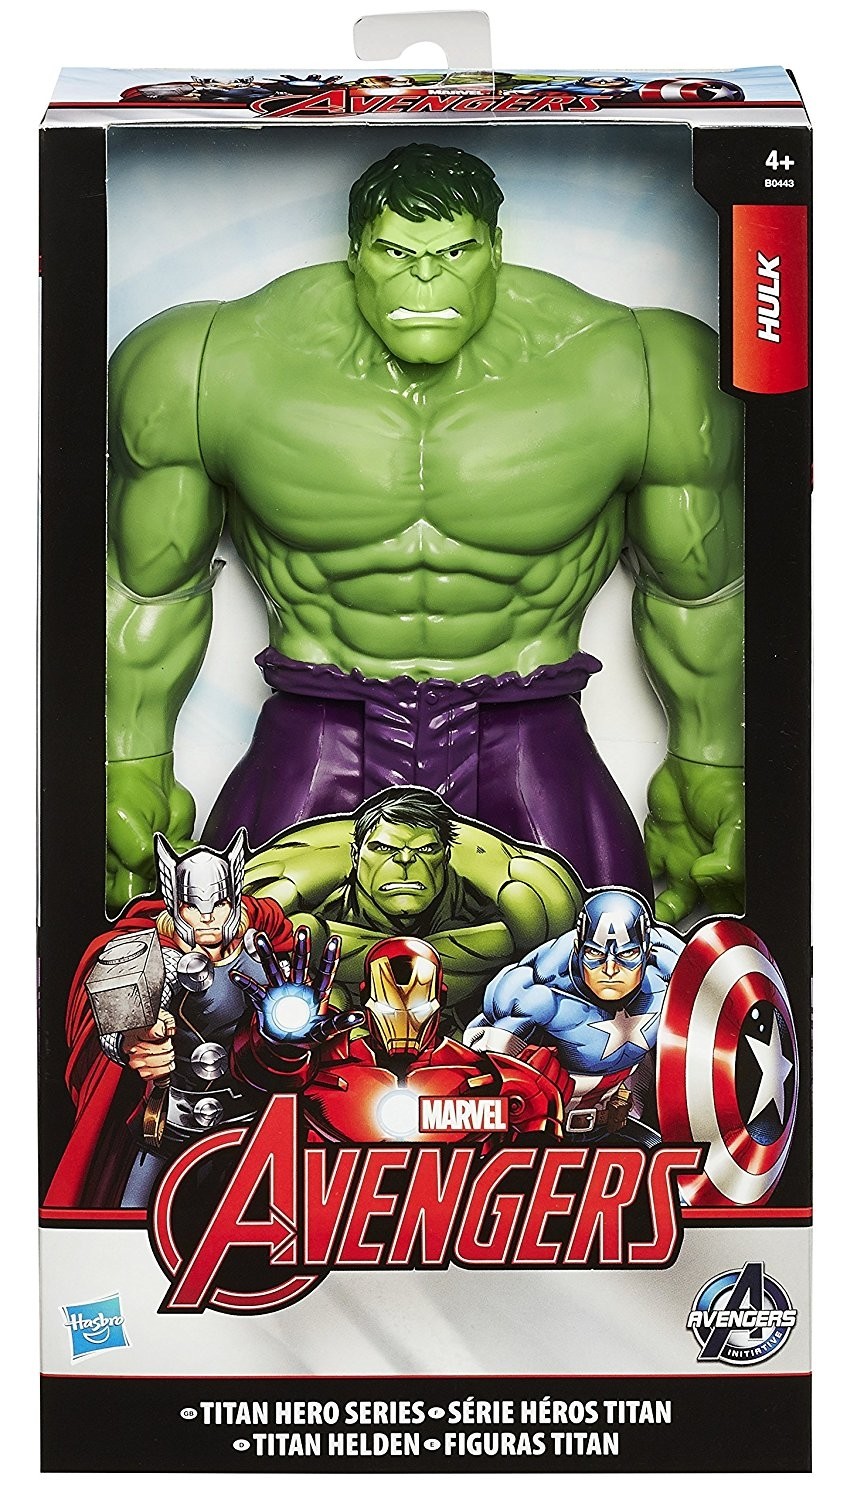 MARVEL
AVENGERS
4+
B0443
HULK
MARVEL
AVENGERS
Hasbro
AVENGERS
INITIATIVE
GB TITAN HERO SERIES F SÉRIE HÉROS TITAN
D TITAN HELDEN E FIGURAS TITAN